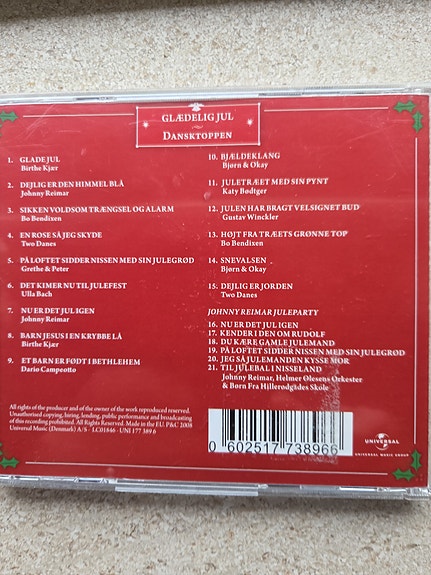 GLÆDELIG JUL
DANSKTOPPEN
1. GLADE JUL
Birthe Kjær
2. DEJLIG ER DEN HIMMEL BLÅ
Johnny Reimar
3. SIKKEN VOLDSOM TRÆNGSEL OG ALARM
Bo Bendixen
4. EN ROSE SÅ JEG SKYDE
Two Danes
5. PÅ LOFTET SIDDER NISSEN MED SIN JULEGRØD
Grethe & Peter
6. DET KIMER NU TIL JULEFEST
Ulla Bach
7. NU ER DET JUL IGEN
Johnny Reimar
8. BARN JESUS I EN KRYBBE LÅ
Birthe Kjær
9. ET BARN ER FØDT I BETHLEHEM
Dario Campeotto
10. BJÆLDEKLANG
Bjørn & Okay
11. JULETRÆET MED SIN PYNT
Katy Bødtger
12. JULEN HAR BRAGT VELSIGNET BUD
Gustav Winckler
13. HØJT FRA TRÆETS GRØNNE TOP
Bo Bendixen
14. SNEVALSEN
Bjørn & Okay
15. DEJLIG ER JORDEN
Two Danes
JOHNNY REIMAR JULEPARTY
16. NU ER DET JUL IGEN
17. KENDER I DEN OM RUDOLF
18. DU KÆRE GAMLE JULEMAND
19. PÅ LOFTET SIDDER NISSEN MED SIN JULEGRØD
20. JEG SÅ JULEMANDEN KYSSE MOR
21. TIL JULEBAL I NISSELAND
Johnny Reimar, Helmer Olesens Orkester
& Børn Fra Hillerødgades Skole
All rights of the producer and of the owner of the work reproduced reserved.
Unauthorised copying, hiring, lending, public performance and broadcasting
of this recording prohibited. All Rights Reserved. Made in the EU. P&C 2008
Universal Music (Denmark) A/S - LC01846 - UNI 177 389 6
0 602517 738966
UNIVERSAL
UNIVERSAL MUSIC GROUP